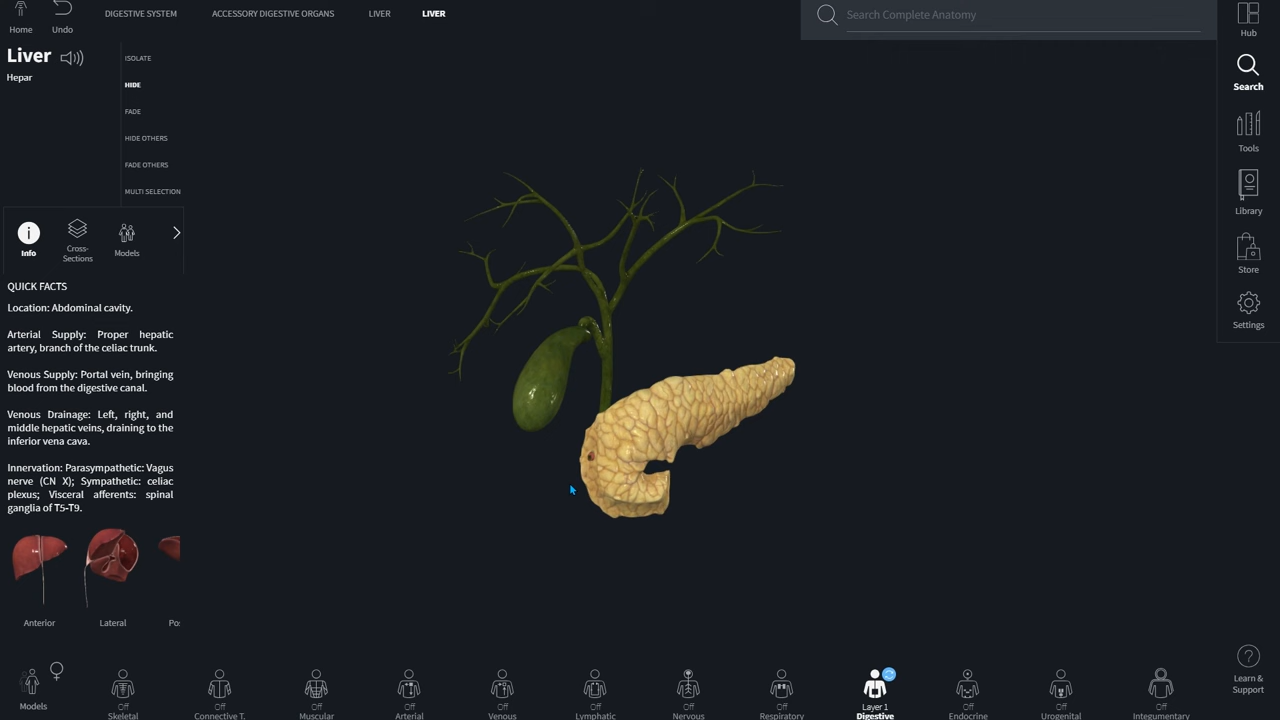 DIGESTIVE SYSTEM
ACCESSORY DIGESTIVE ORGANS
LIVER
LIVER
Search Complete Anatomy
Home
Undo
Hub
Liver
Hepar
ISOLATE
HIDE
FADE
HIDE OTHERS
FADE OTHERS
MULTI SELECTION
Search
Tools
Library
Store
Settings
Info
Cross-
Sections
Models
QUICK FACTS
Location: Abdominal cavity.
Arterial Supply: Proper hepatic
artery, branch of the celiac trunk.
Venous Supply: Portal vein, bringing
blood from the digestive canal.
Venous Drainage: Left, right, and
middle hepatic veins, draining to the
inferior vena cava.
Innervation: Parasympathetic: Vagus
nerve (CN X); Sympathetic: celiac
plexus; Visceral afferents: spinal
ganglia of T5-T9.
Anterior
Lateral
Pos
Models
Off
Skeletal
Off
Connective T.
Off
Muscular
Off
Arterial
Off
Venous
Off
Lymphatic
Off
Nervous
Off
Respiratory
Layer 1
Digestive
Off
Endocrine
Off
Urogenital
Off
Integumentary
Learn &
Support